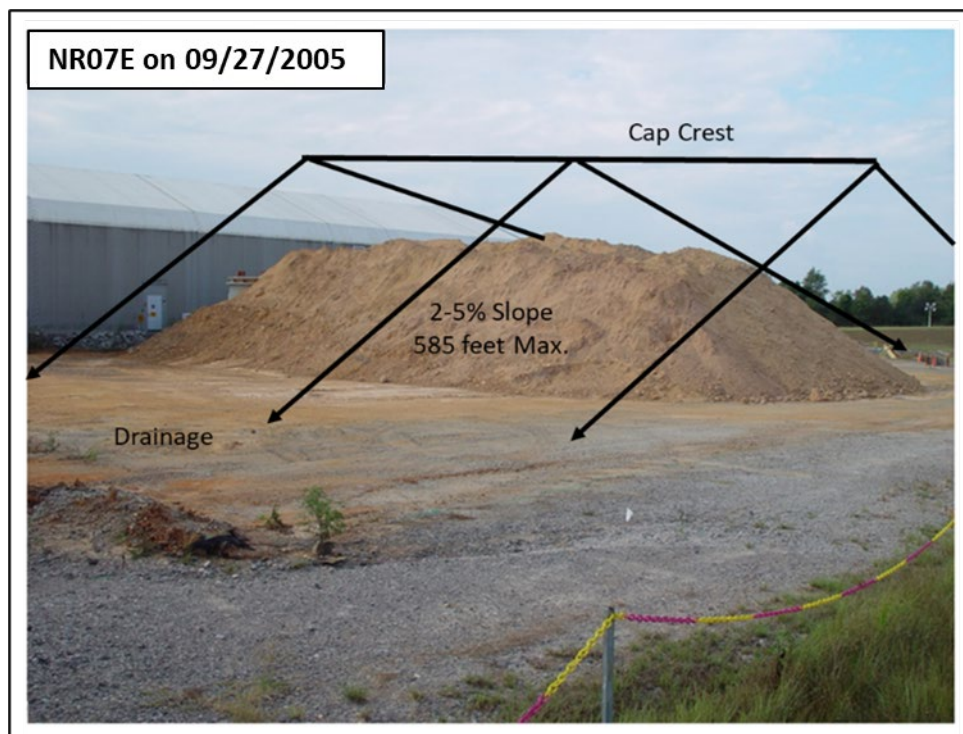 NR07E on 09/27/2005
Cap Crest
2-5% Slope
585 feet Max.
Drainage